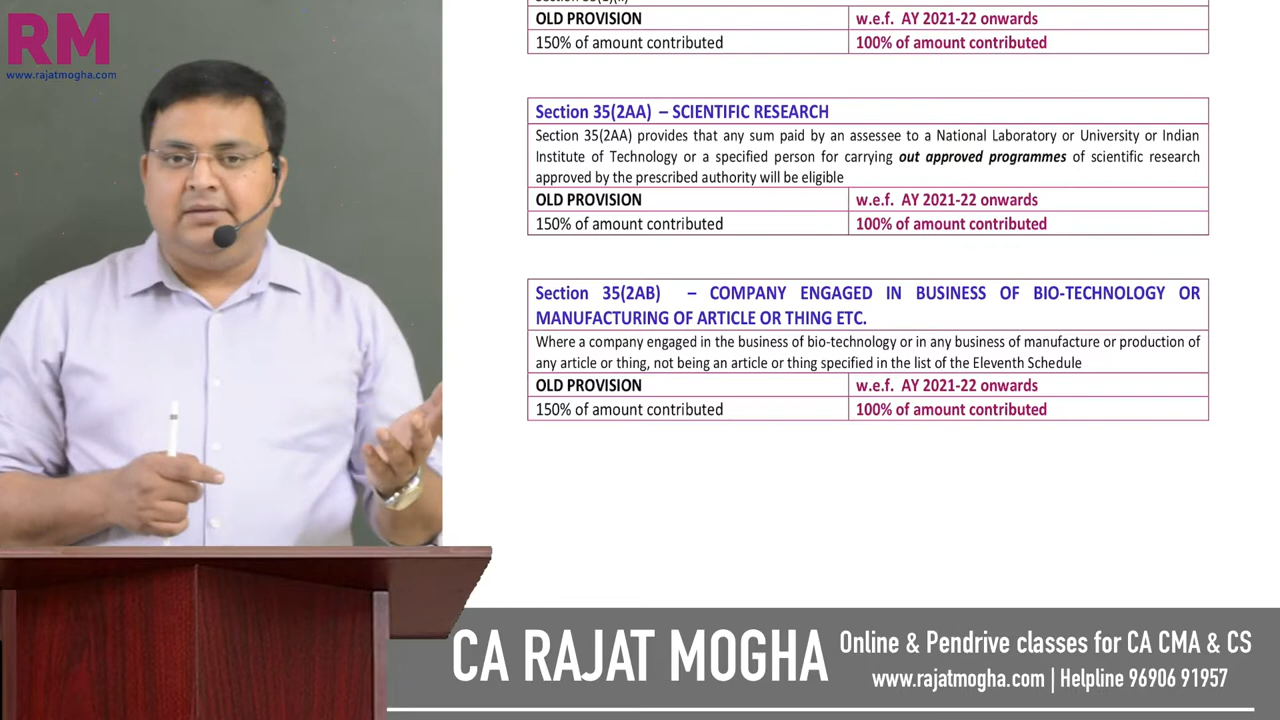 RM
www.rajatmogha.com
OLD PROVISION
w.e.f. AY 2021-22 onwards
150% of amount contributed
100% of amount contributed
Section 35(2AA) – SCIENTIFIC RESEARCH
Section 35(2AA) provides that any sum paid by an assessee to a National Laboratory or University or Indian
Institute of Technology or a specified person for carrying out approved programmes of scientific research
approved by the prescribed authority will be eligible
OLD PROVISION
w.e.f. AY 2021-22 onwards
150% of amount contributed
100% of amount contributed
Section 35(2AB) – COMPANY ENGAGED IN BUSINESS OF BIO-TECHNOLOGY OR
MANUFACTURING OF ARTICLE OR THING ETC.
Where a company engaged in the business of bio-technology or in any business of manufacture or production of
any article or thing, not being an article or thing specified in the list of the Eleventh Schedule
OLD PROVISION
w.e.f. AY 2021-22 onwards
150% of amount contributed
100% of amount contributed
CA RAJAT MOGHA
Online & Pendrive classes for CA CMA & CS
www.rajatmogha.com | Helpline 96906 91957